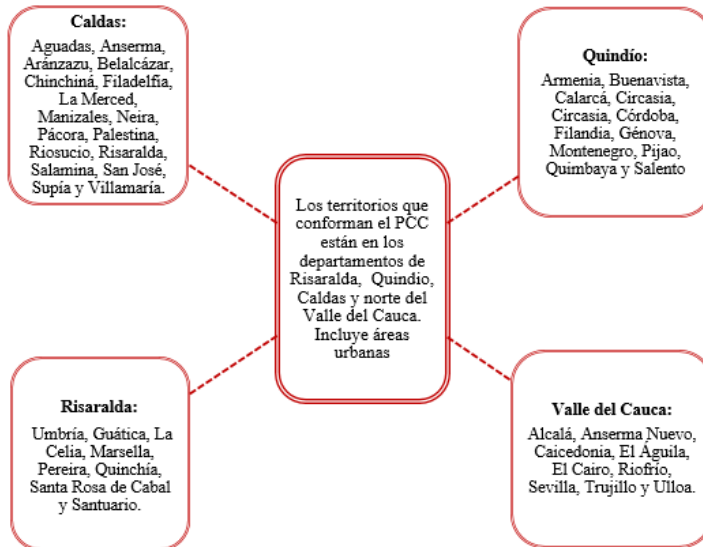 Caldas:
Aguadas, Anserma,
Aránzazu, Belalcázar,
Chinchiná, Filadelfía,
La Merced,
Manizales, Neira,
Pácora, Palestina,
Riosucio, Risaralda,
Salamina, San José,
Supía y Villamaría.
Quindío:
Armenia, Buenavista,
Calarcá, Circasia,
Circasia, Córdoba,
Filandia, Génova,
Montenegro, Pijao,
Quimbaya y Salento
Los territorios que
conforman el PCC
están en los
departamentos de
Risaralda, Quindio,
Caldas y norte del
Valle del Cauca.
Incluye áreas
urbanas
Risaralda:
Umbría, Guática, La
Celia, Marsella,
Pereira, Quinchía,
Santa Rosa de Cabal
y Santuario.
Valle del Cauca:
Alcalá, Anserma Nuevo,
Caicedonia, El Águila,
El Cairo, Riofrío,
Sevilla, Trujillo y Ulloa.